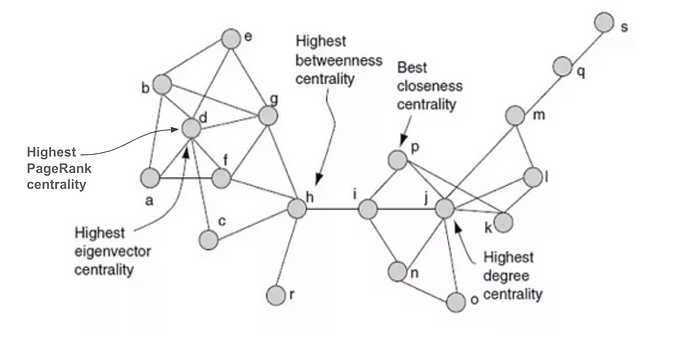 s
e
Highest
betweenness
centrality
Best
closeness
centrality
q
b
g
m
d
p
Highest
PageRank
centrality
f
l
a
h
i
j
c
k
Highest
eigenvector
centrality
Highest
degree
centrality
n
r
o